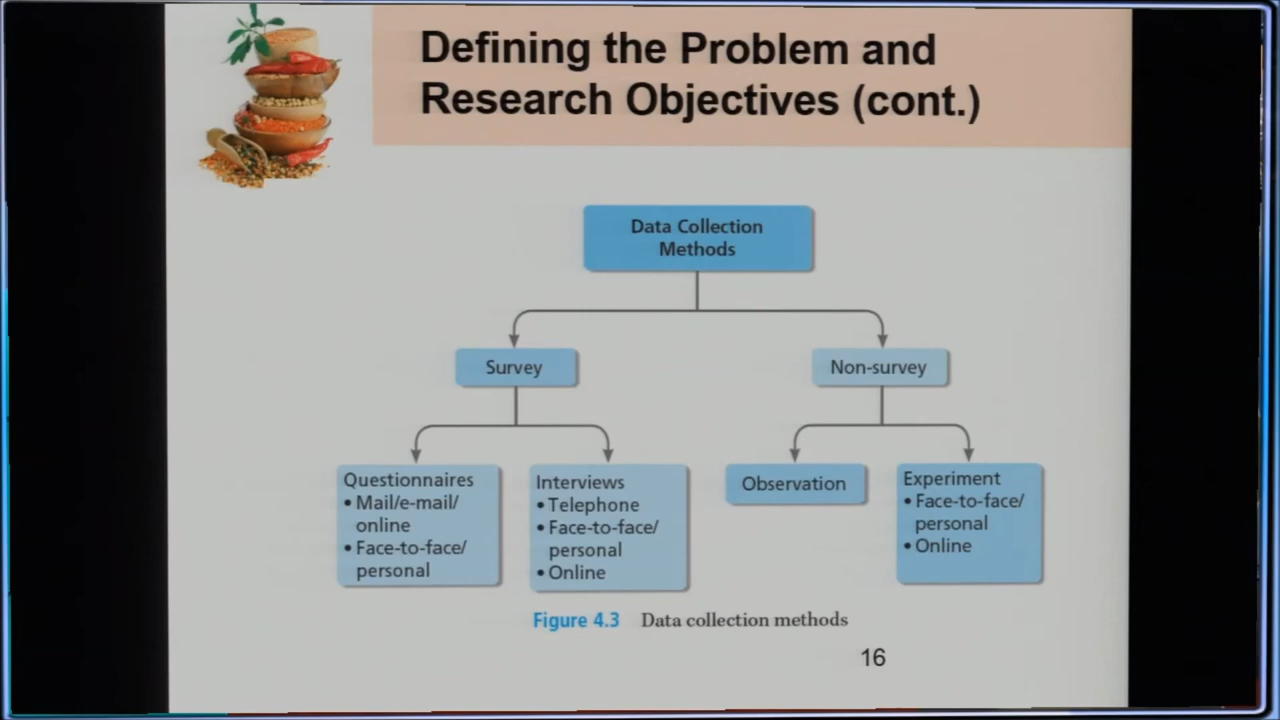 Defining the Problem and
Research Objectives (cont.)
Data Collection
Methods
Survey
Non-survey
Questionnaires
• Mail/e-mail/
online
• Face-to-face/
personal
Interviews
• Telephone
• Face-to-face/
personal
• Online
Observation
Experiment
• Face-to-face/
personal
• Online
Figure 4.3 Data collection methods
16